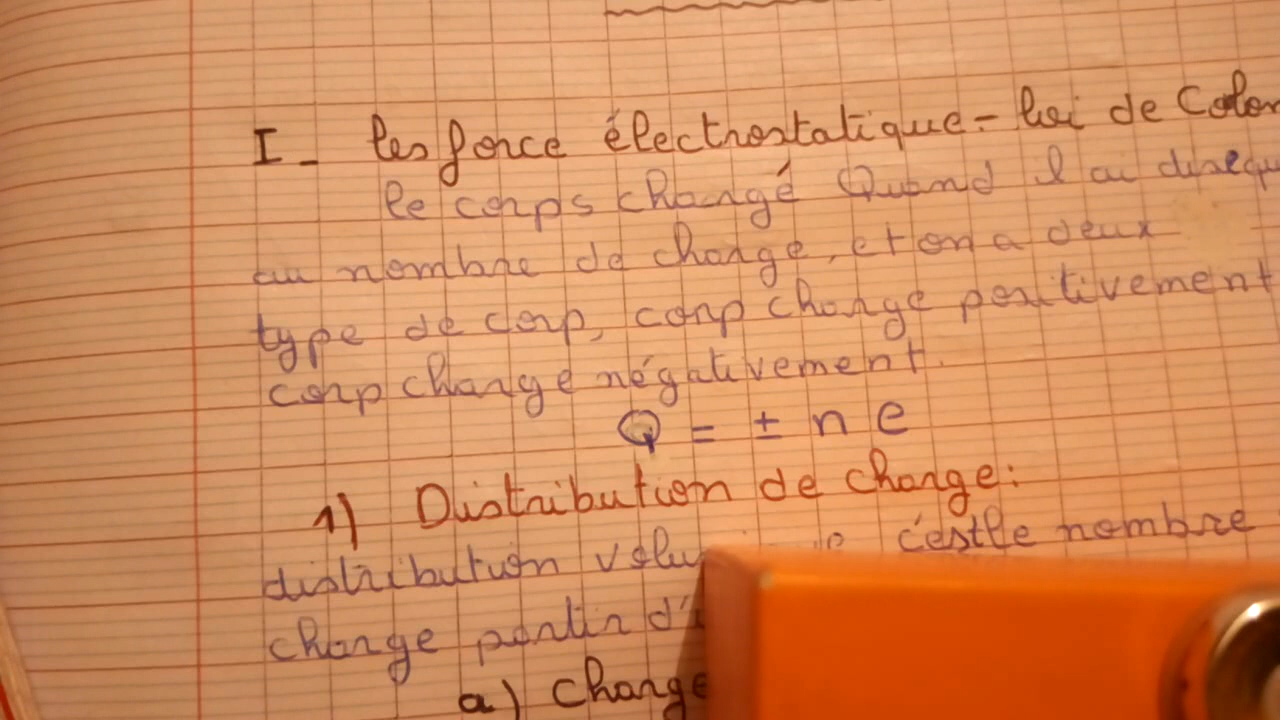 I- les force électrostatique - loi de
le corps chargé Quand il ai
au nombre de charge, et on a deux
type de corp, corp charge positivement
corp charge négativement.
Q = ± n e
1) Distribution de charge:
distribution c'est le nombre
charge partir
a) charge